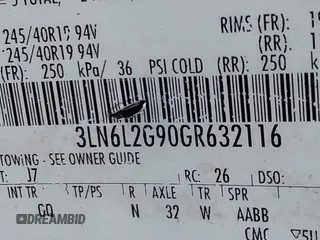 245/40R19 94V RIMS (FR):
245/40R19 94V (RR):
(FR): 250 kPa/ 36 PSI COLD (RR): 250
3LN6L2G90GR632116
TOWING - SEE OWNER GUIDE
T: J7 RC: 26 DSO:
INT TR TP/PS R AXLE TR SPR
GO N 32 W AABB
DREAMBID